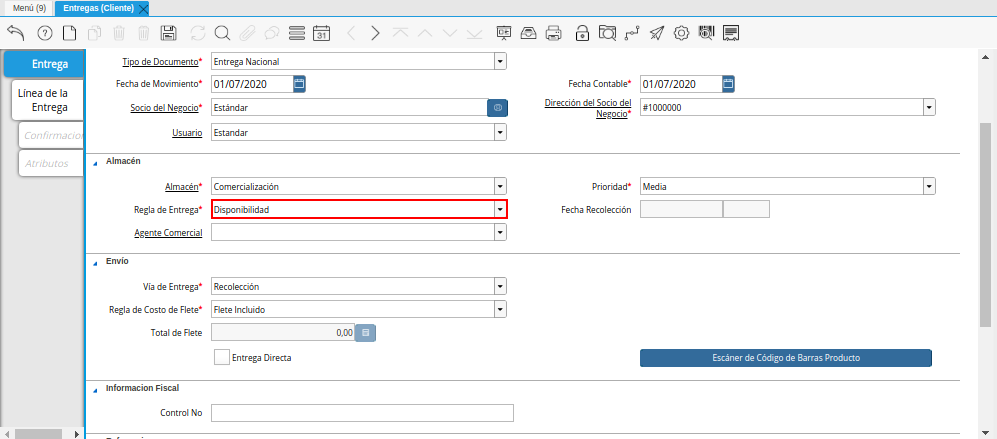 Menú (9) Entregas (Cliente)
31
Entrega
Línea de la
Entrega
Confirmacion
Atributos
Tipo de Documento* Entrega Nacional
Fecha de Movimiento* 01/07/2020 Fecha Contable* 01/07/2020
Socio del Negocio* Estándar Dirección del Socio del
Negocio* #1000000
Usuario Estandar
Almacén
Almacén* Comercialización Prioridad* Media
Regla de Entrega* Disponibilidad Fecha Recolección
Agente Comercial
Envío
Vía de Entrega* Recolección
Regla de Costo de Flete* Flete Incluido
Total de Flete 0,00
Entrega Directa Escáner de Código de Barras Producto
Informacion Fiscal
Control No